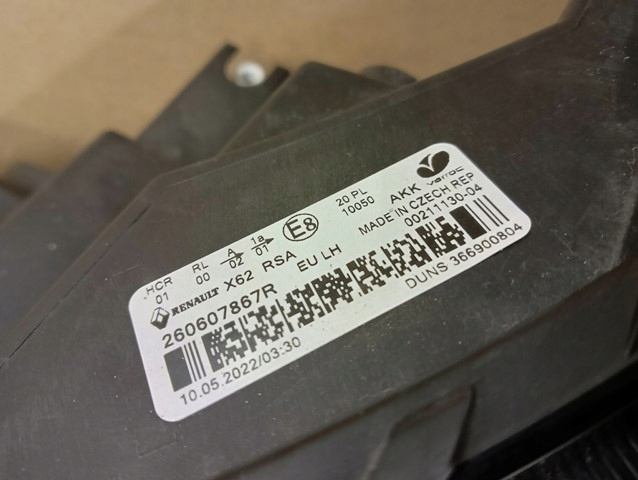 HCR RL A 1a E8 20 PL AKK varroc
01 00 02 01 10050 MADE IN CZECH REP
RENAULT X62 RSA EU LH 00211130-04
260607867R
10.05.2022/03:30 DUNS 366900804